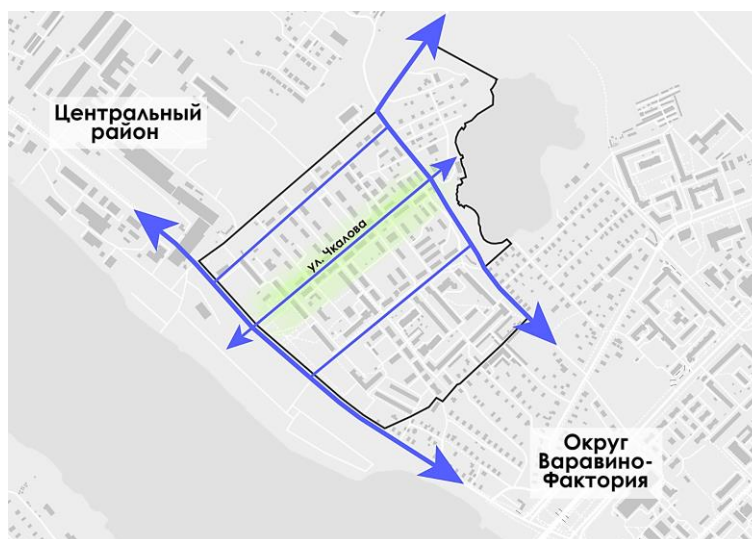 Центральный
район
ул. Чкалова
Округ
Варавино-
Фактория